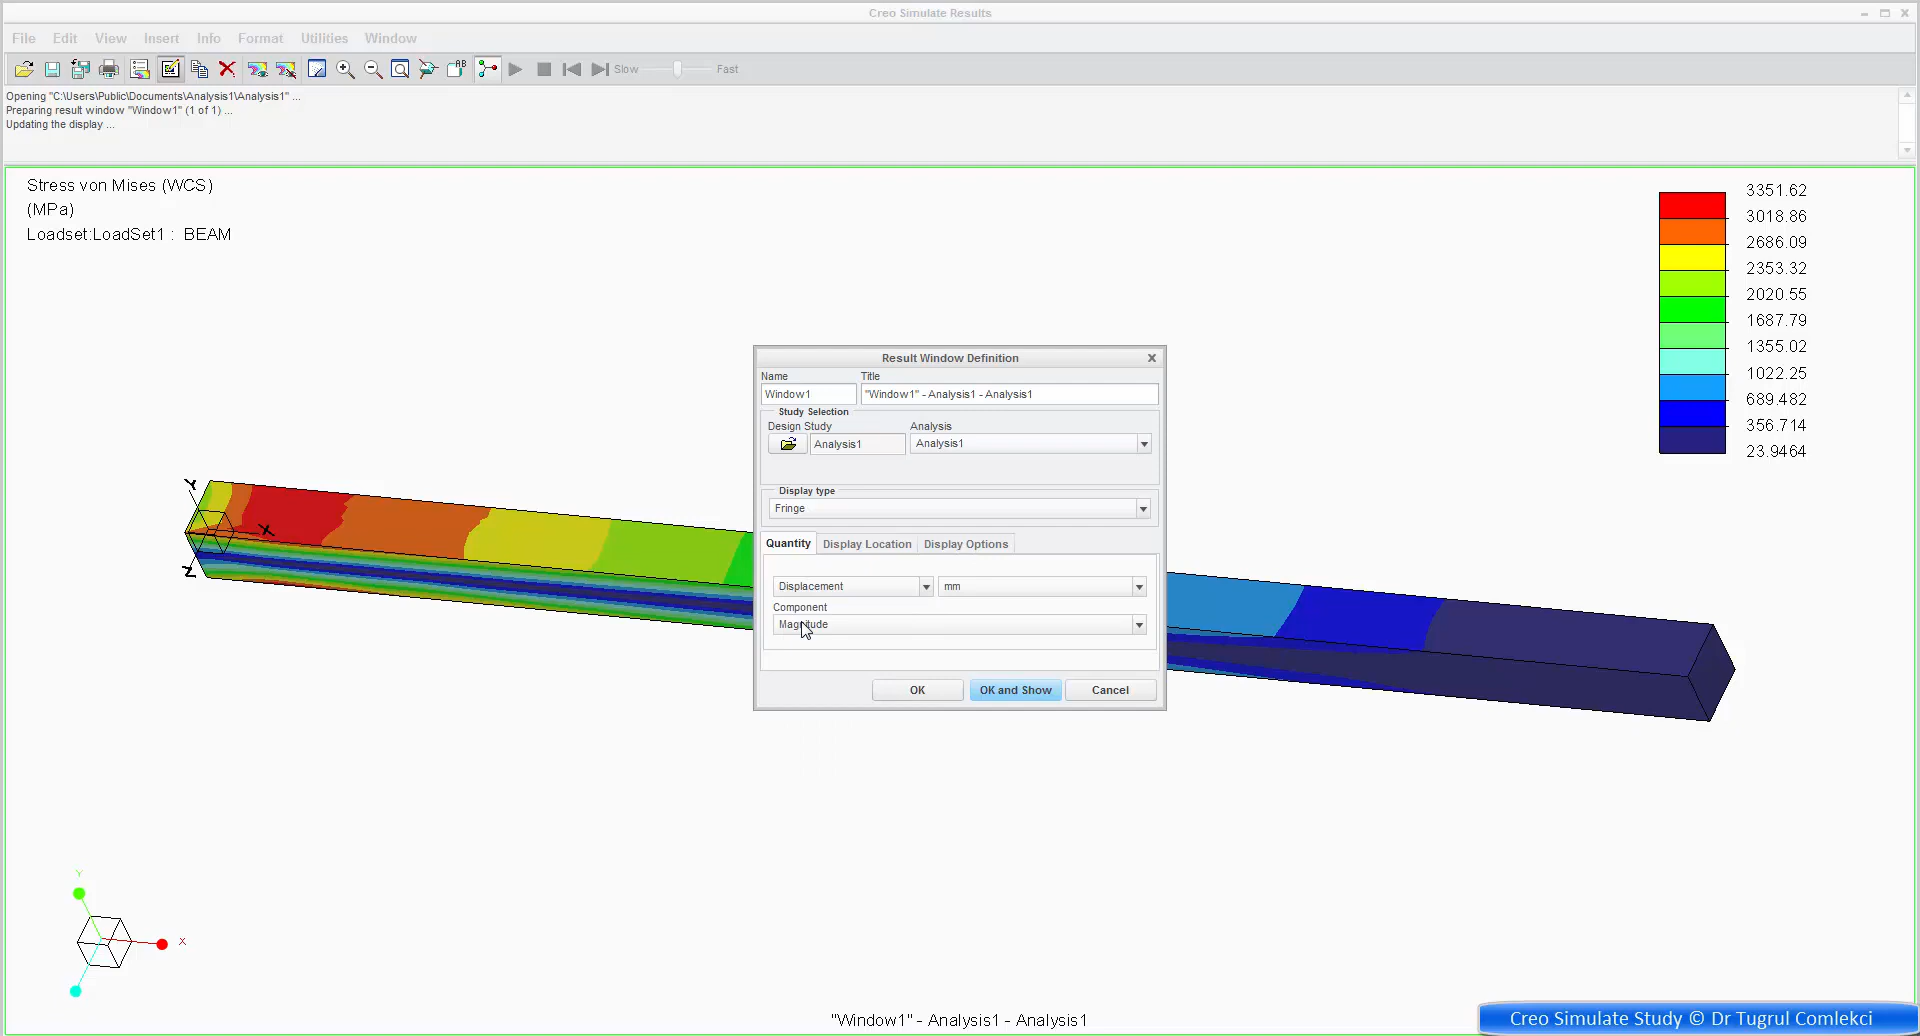 Creo Simulate Results
File Edit View Insert Info Format Utilities Window
Slow Fast
Opening "C:\Users\Public\Documents\Analysis1\Analysis1" ...
Preparing result window "Window1" (1 of 1) ...
Updating the display ...
Stress von Mises (WCS)
(MPa)
Loadset:LoadSet1 : BEAM
3351.62
3018.86
2686.09
2353.32
2020.55
1687.79
1355.02
1022.25
689.482
356.714
23.9464
Result Window Definition
Name Title
Window1 "Window1" - Analysis1 - Analysis1
Study Selection
Design Study Analysis
Analysis1 Analysis1
Display type
Fringe
Quantity Display Location Display Options
Displacement mm
Component
Magnitude
OK OK and Show Cancel
Y
X
Z
Y
X
"Window1" - Analysis1 - Analysis1
Creo Simulate Study © Dr Tugrul Comlekci